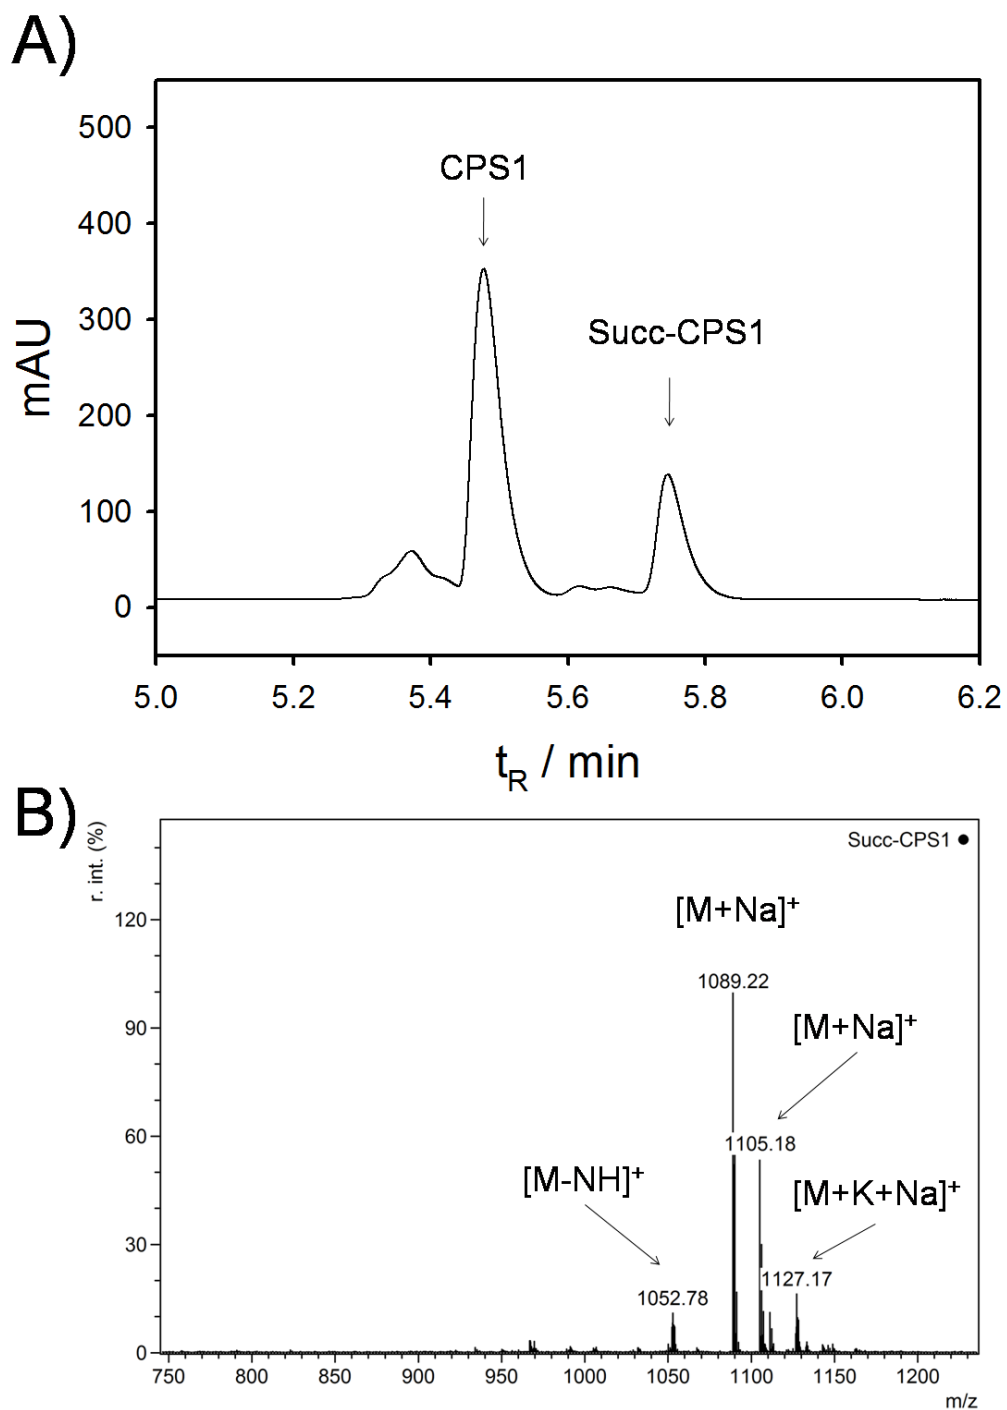 A)
500
400
300
200
100
0
mAU
CPS1
Succ-CPS1
5.0 5.2 5.4 5.6 5.8 6.0 6.2
tR / min
B)
r. int. (%)
Succ-CPS1
120
90
60
30
0
[M+Na]+
1089.22
[M+Na]+
1105.18
[M-NH]+
[M+K+Na]+
1052.78
1127.17
750 800 850 900 950 1000 1050 1100 1150 1200
m/z